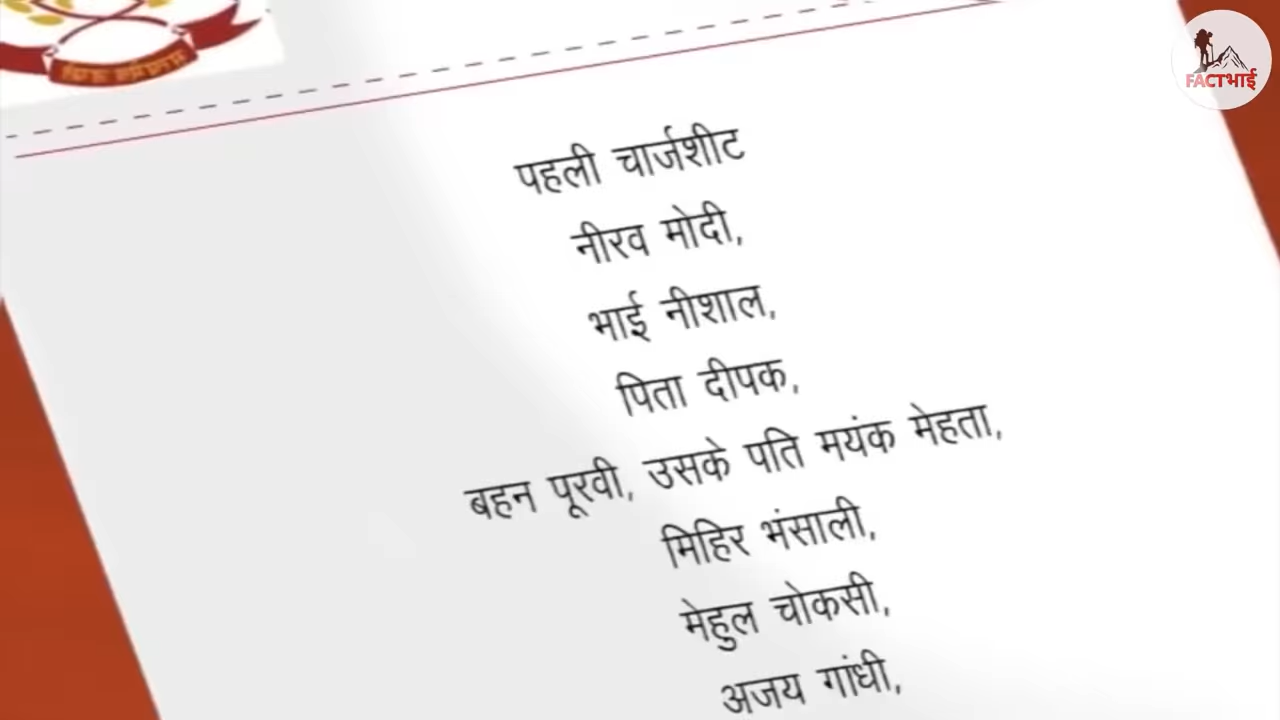 FACTभाई
पहली चार्जशीट
नीरव मोदी,
भाई नीशाल,
पिता दीपक,
बहन पूरवी, उसके पति मयंक मेहता,
मिहिर भंसाली,
मेहुल चोकसी,
अजय गांधी,